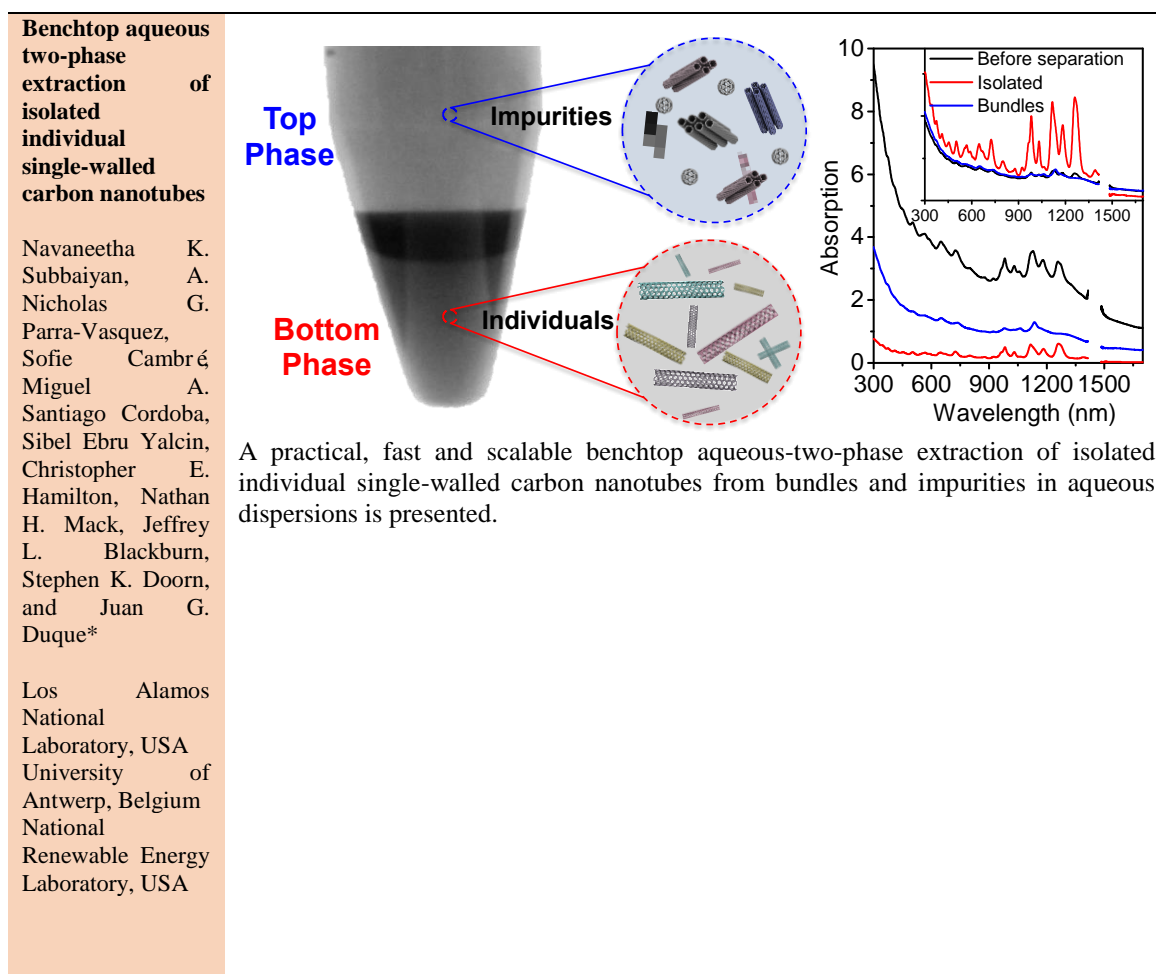 Benchtop aqueous
two-phase
extraction of
isolated
individual
single-walled
carbon nanotubes
Navaneetha K.
Subbaiyan, A.
Nicholas G.
Parra-Vasquez,
Sofie Cambré,
Miguel A.
Santiago Cordoba,
Sibel Ebru Yalcin,
Christopher E.
Hamilton, Nathan
H. Mack, Jeffrey
L. Blackburn,
Stephen K. Doorn,
and Juan G.
Duque*
Los Alamos
National
Laboratory, USA
University of
Antwerp, Belgium
National
Renewable Energy
Laboratory, USA
Top
Phase
Impurities
Bottom
Phase
Individuals
Absorption
10
8
6
4
2
0
Before separation
Isolated
Bundles
300 600 900 1200 1500
300 600 900 1200 1500
Wavelength (nm)
A practical, fast and scalable benchtop aqueous-two-phase extraction of isolated
individual single-walled carbon nanotubes from bundles and impurities in aqueous
dispersions is presented.